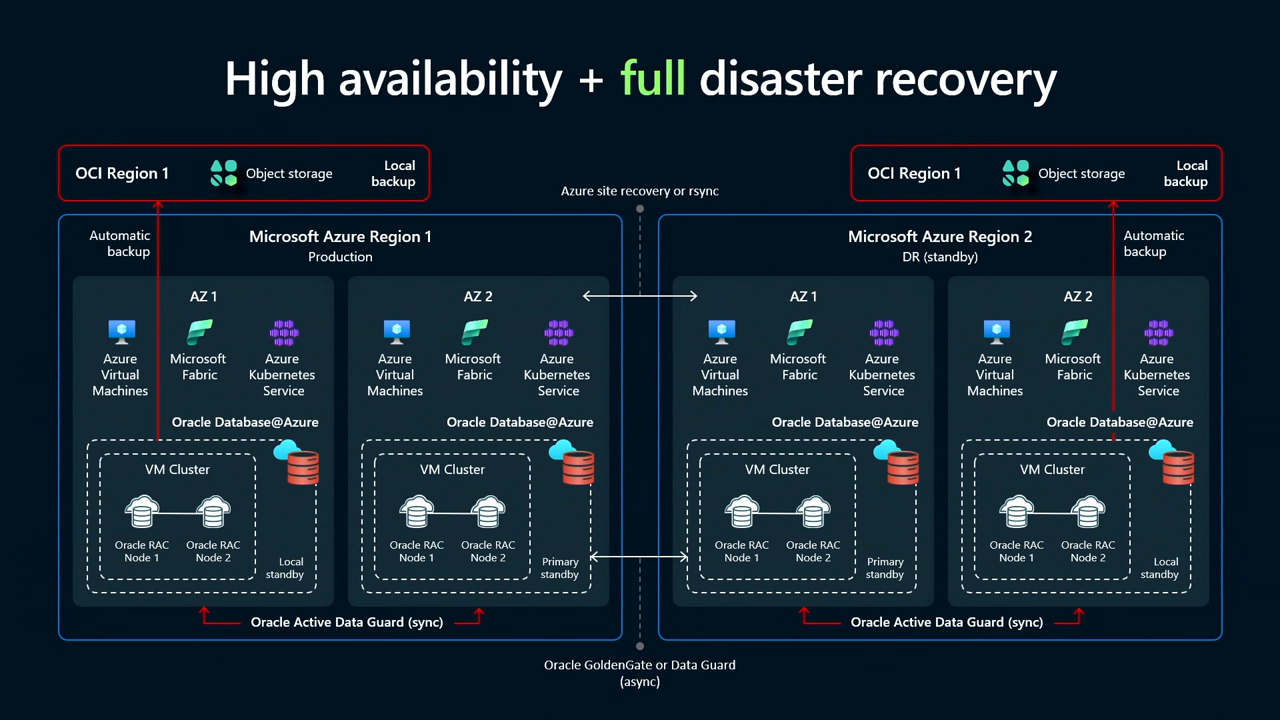 High availability + full disaster recovery
OCI Region 1
Object storage
Local
backup
Azure site recovery or rsync
OCI Region 1
Object storage
Local
backup
Automatic
backup
Microsoft Azure Region 1
Production
AZ 1
Azure
Virtual
Machines
Microsoft
Fabric
Azure
Kubernetes
Service
Oracle Database@Azure
VM Cluster
Oracle RAC
Node 1
Oracle RAC
Node 2
Local
standby
AZ 2
Azure
Virtual
Machines
Microsoft
Fabric
Azure
Kubernetes
Service
Oracle Database@Azure
VM Cluster
Oracle RAC
Node 1
Oracle RAC
Node 2
Primary
standby
Oracle Active Data Guard (sync)
Microsoft Azure Region 2
DR (standby)
Automatic
backup
AZ 1
Azure
Virtual
Machines
Microsoft
Fabric
Azure
Kubernetes
Service
Oracle Database@Azure
VM Cluster
Oracle RAC
Node 1
Oracle RAC
Node 2
Primary
standby
AZ 2
Azure
Virtual
Machines
Microsoft
Fabric
Azure
Kubernetes
Service
Oracle Database@Azure
VM Cluster
Oracle RAC
Node 1
Oracle RAC
Node 2
Local
standby
Oracle Active Data Guard (sync)
Oracle GoldenGate or Data Guard
(async)